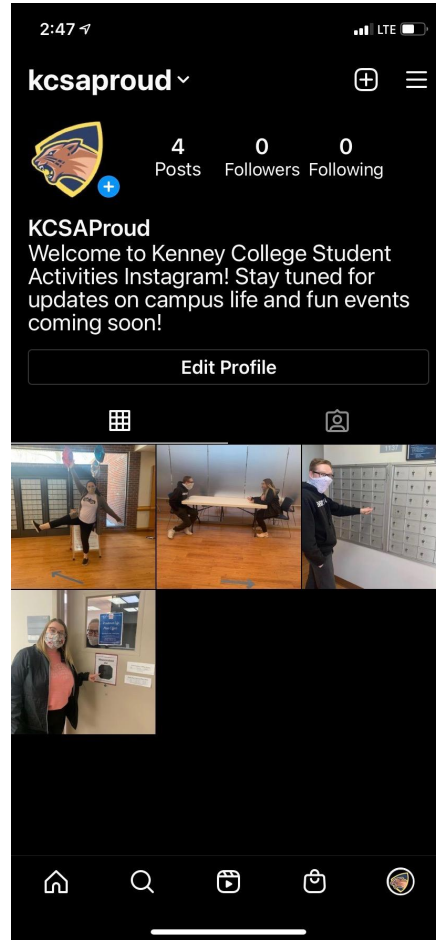 2:47 LTE
kcsaproud
4 0 0
Posts Followers Following
KCSAProud
Welcome to Kenney College Student
Activities Instagram! Stay tuned for
updates on campus life and fun events
coming soon!
Edit Profile